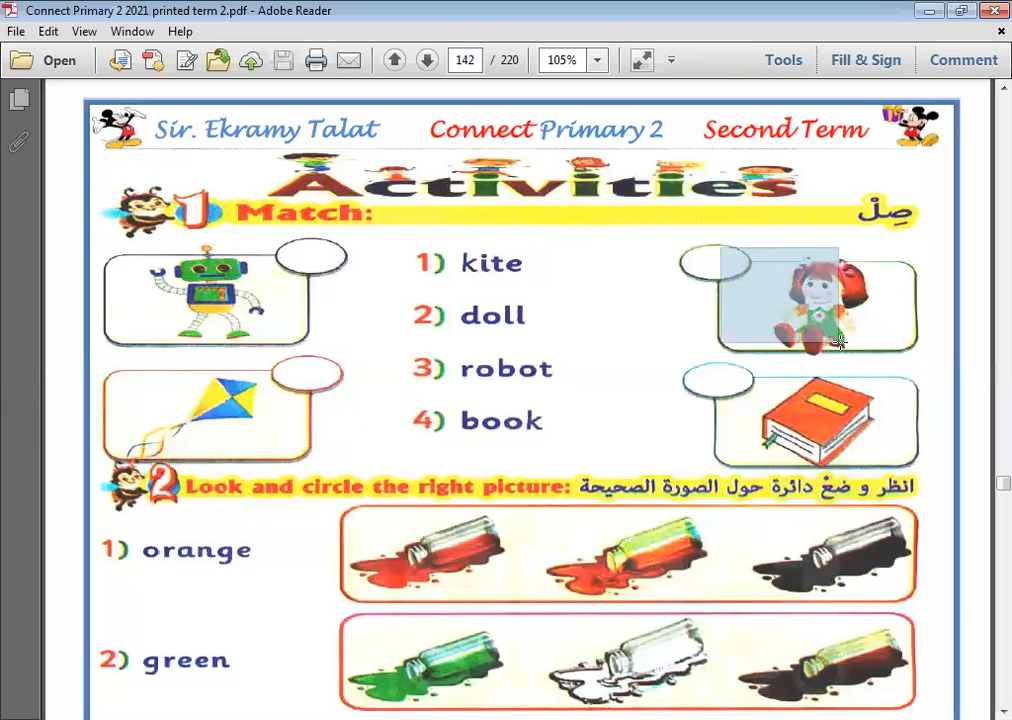 Connect Primary 2 2021 printed term 2.pdf - Adobe Reader
File Edit View Window Help
Open 142 / 220 105% Tools Fill & Sign Comment
Sir. Ekramy Talat Connect Primary 2 Second Term
Activities
1 Match: صِلْ
1) kite
2) doll
3) robot
4) book
2 Look and circle the right picture: انظر و ضعْ دائرة حول الصورة الصحيحة
1) orange
2) green